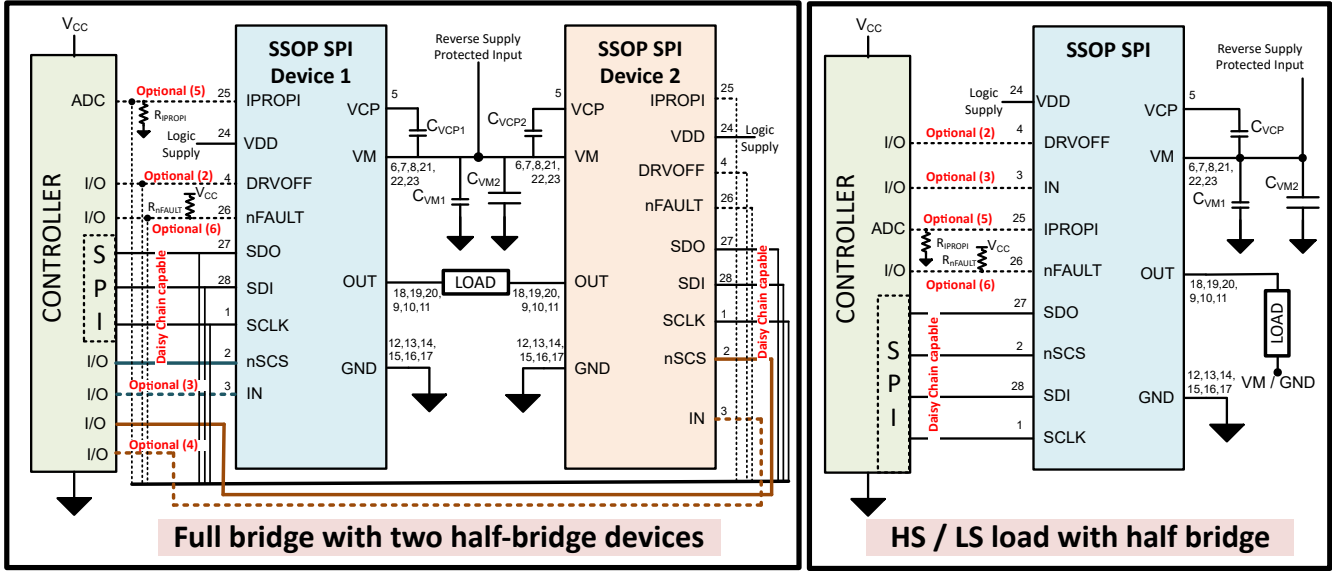 VCC
CONTROLLER
ADC
I/O
I/O
SPI
I/O
I/O
I/O
I/O
Optional (5)
25
RIPROPI
Logic
Supply
24
Optional (2)
4
VCC
RnFAULT
26
Optional (6)
27
28
1
Daisy Chain capable
2
Optional (3)
3
Optional (4)
SSOP SPI
Device 1
IPROPI
VDD
DRVOFF
nFAULT
SDO
SDI
SCLK
nSCS
IN
VCP
VM
OUT
GND
5
CVCP1
6,7,8,21,
22,23
CVM1
18,19,20,
9,10,11
12,13,14,
15,16,17
Reverse Supply
Protected Input
LOAD
5
CVCP2
6,7,8,21,
22,23
CVM2
18,19,20,
9,10,11
12,13,14,
15,16,17
SSOP SPI
Device 2
VCP
VM
OUT
GND
IPROPI
VDD
DRVOFF
nFAULT
SDO
SDI
SCLK
nSCS
IN
25
24
Logic
Supply
4
26
27
28
1
2
3
Daisy Chain capable
Full bridge with two half-bridge devices
VCC
CONTROLLER
I/O
I/O
ADC
I/O
SPI
Logic
Supply
24
Optional (2)
4
Optional (3)
3
Optional (5)
25
RIPROPI
VCC
RnFAULT
26
Optional (6)
27
2
28
1
Daisy Chain capable
SSOP SPI
VDD
DRVOFF
IN
IPROPI
nFAULT
SDO
nSCS
SDI
SCLK
VCP
VM
OUT
GND
Reverse Supply
Protected Input
5
CVCP
6,7,8,21,
22,23
CVM1
CVM2
18,19,20,
9,10,11
LOAD
VM / GND
12,13,14,
15,16,17
HS / LS load with half bridge